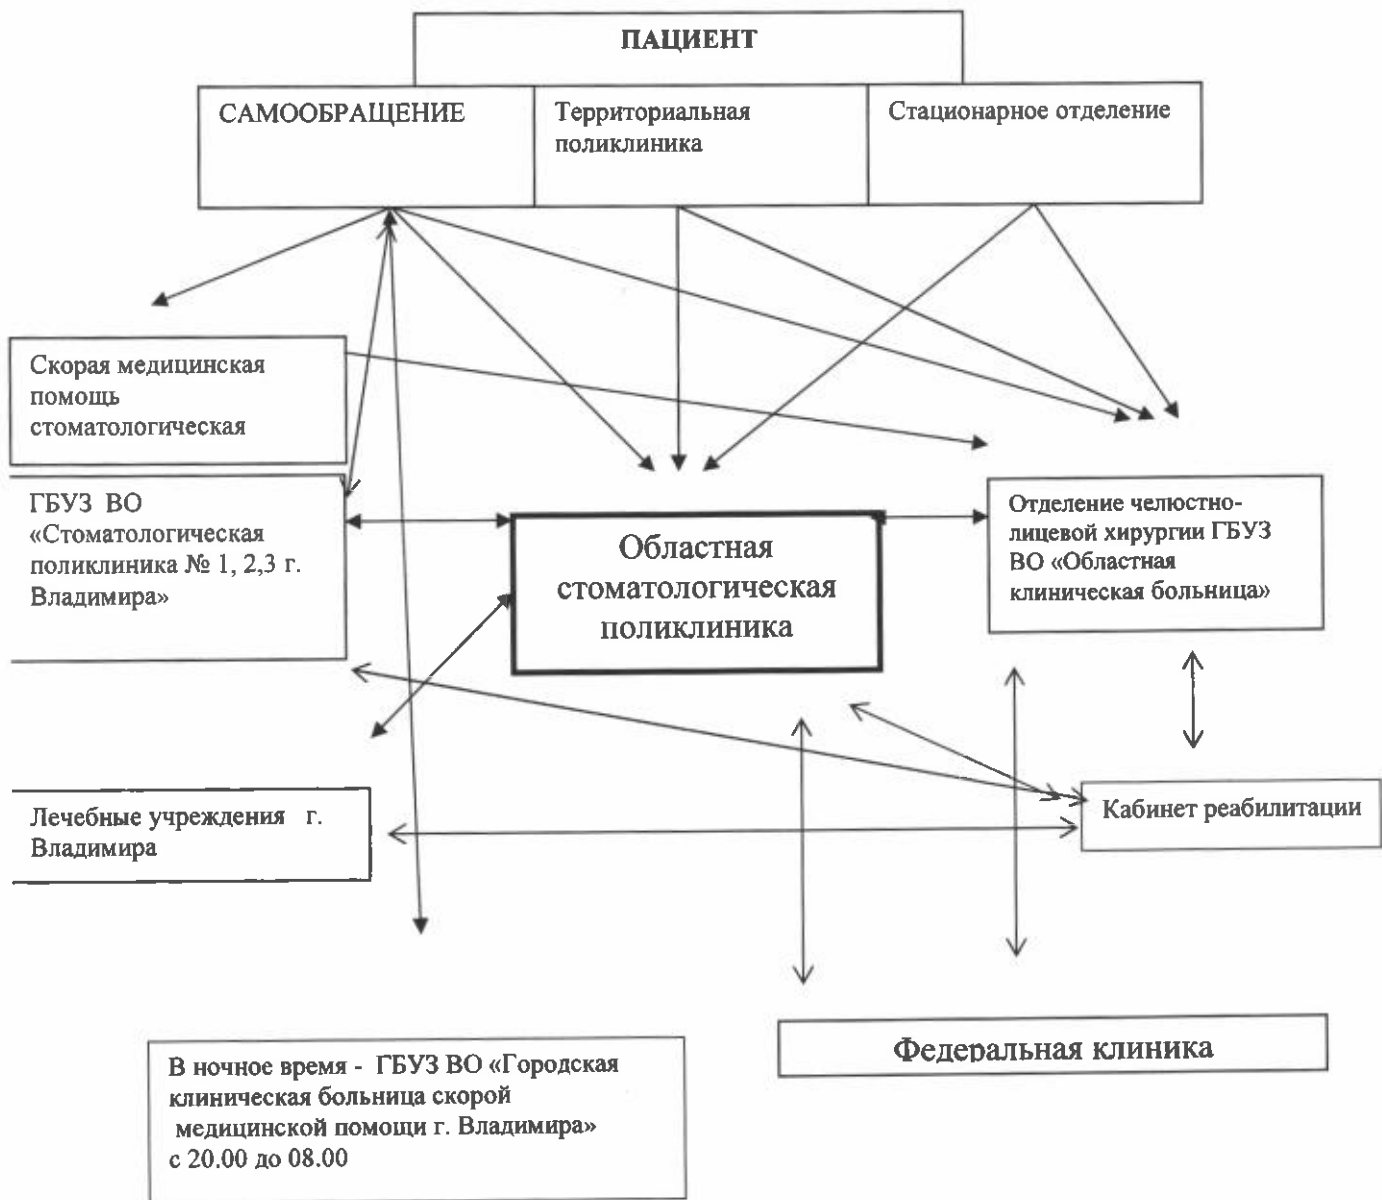 ПАЦИЕНТ
САМООБРАЩЕНИЕ
Территориальная
поликлиника
Стационарное отделение
Скорая медицинская
помощь
стоматологическая
ГБУЗ ВО
«Стоматологическая
поликлиника № 1, 2,3 г.
Владимира»
Областная
стоматологическая
поликлиника
Отделение челюстно-
лицевой хирургии ГБУЗ
ВО «Областная
клиническая больница»
Лечебные учреждения г.
Владимира
Кабинет реабилитации
Федеральная клиника
В ночное время - ГБУЗ ВО «Городская
клиническая больница скорой
медицинской помощи г. Владимира»
с 20.00 до 08.00